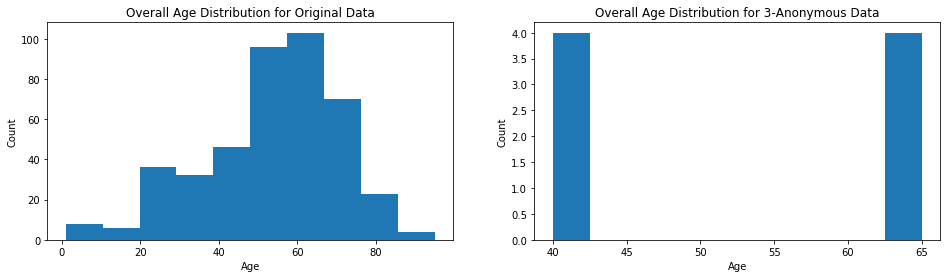 Overall Age Distribution for Original Data
100
80
60
40
20
0
Count
0 20 40 60 80
Age
Overall Age Distribution for 3-Anonymous Data
4.0
3.5
3.0
2.5
2.0
1.5
1.0
0.5
0.0
Count
40 45 50 55 60 65
Age